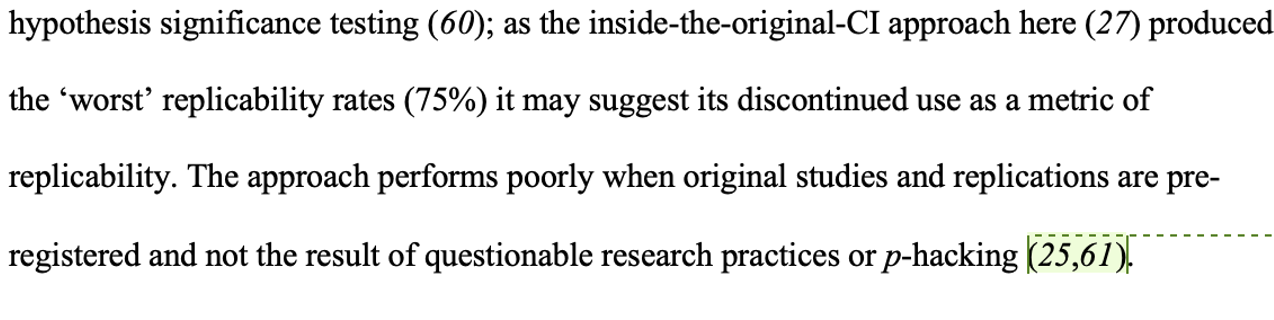 hypothesis significance testing (60); as the inside-the-original-CI approach here (27) produced
the ‘worst’ replicability rates (75%) it may suggest its discontinued use as a metric of
replicability. The approach performs poorly when original studies and replications are pre-
registered and not the result of questionable research practices or p-hacking (25,61).